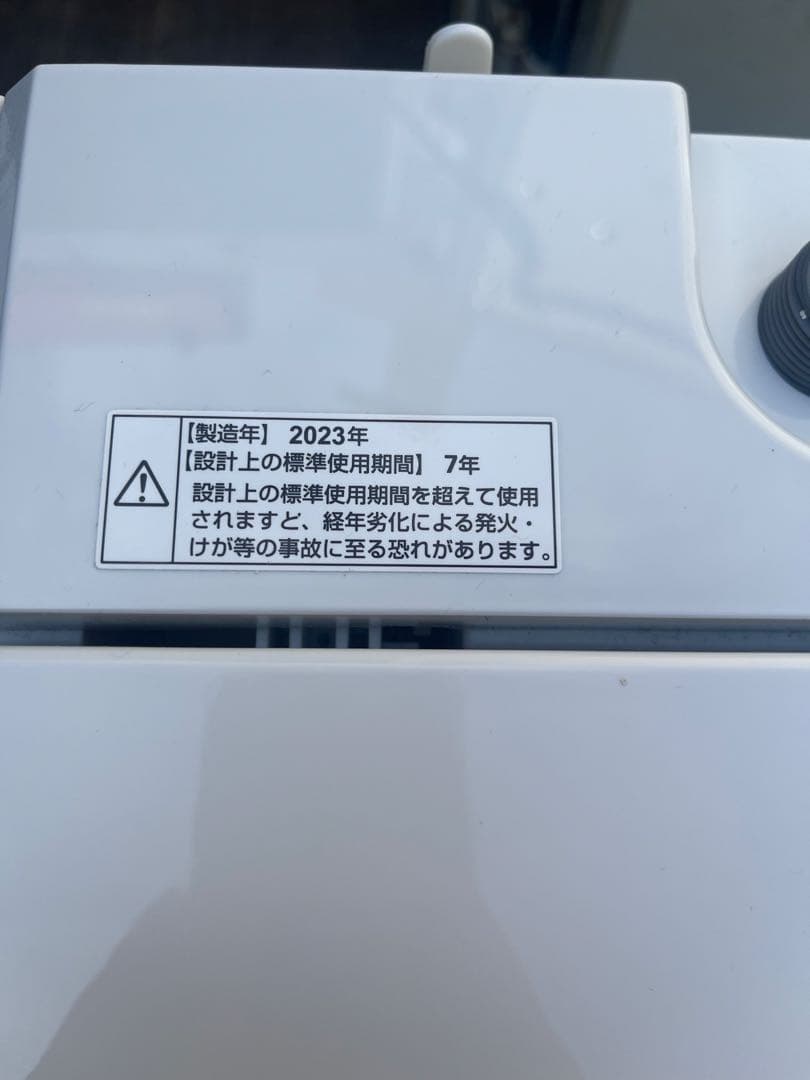 【製造年】 2023年
【設計上の標準使用期間】 7年
設計上の標準使用期間を超えて使用
されますど、経年劣化による発火・
けが等の事故に至る恐れがあります。